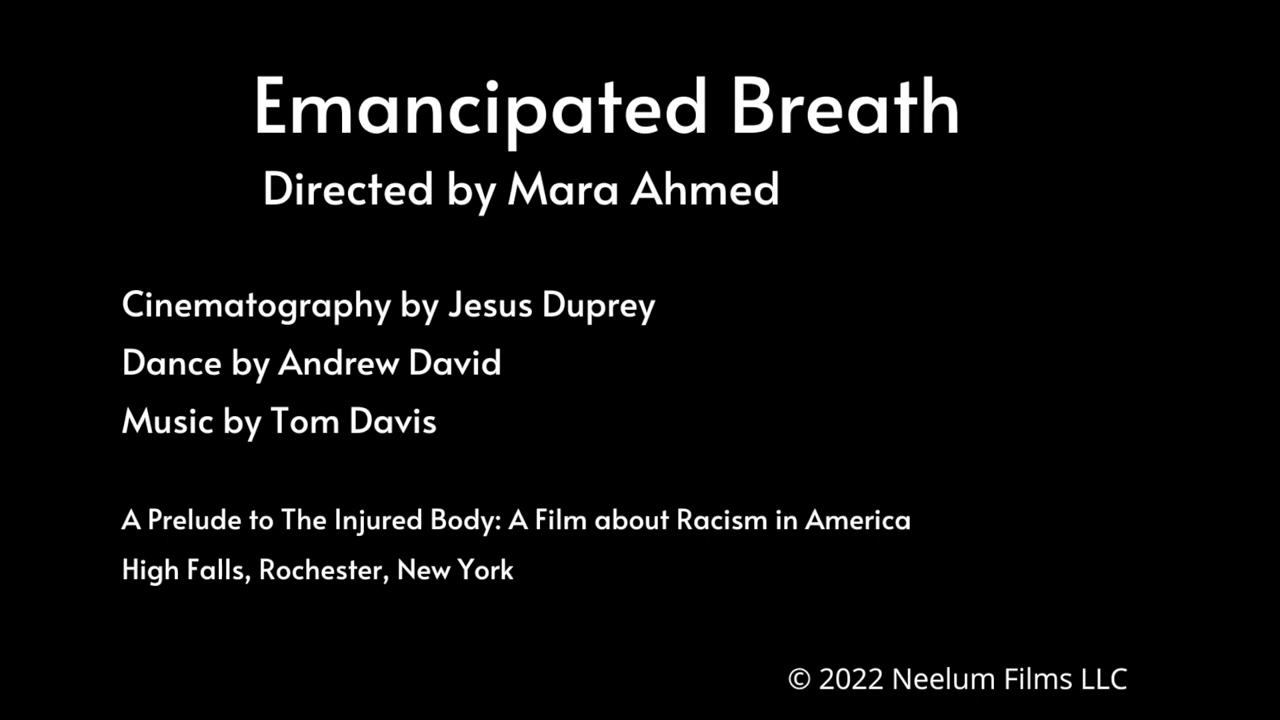 Emancipated Breath
Directed by Mara Ahmed
Cinematography by Jesus Duprey
Dance by Andrew David
Music by Tom Davis
A Prelude to The Injured Body: A Film about Racism in America
High Falls, Rochester, New York
© 2022 Neelum Films LLC